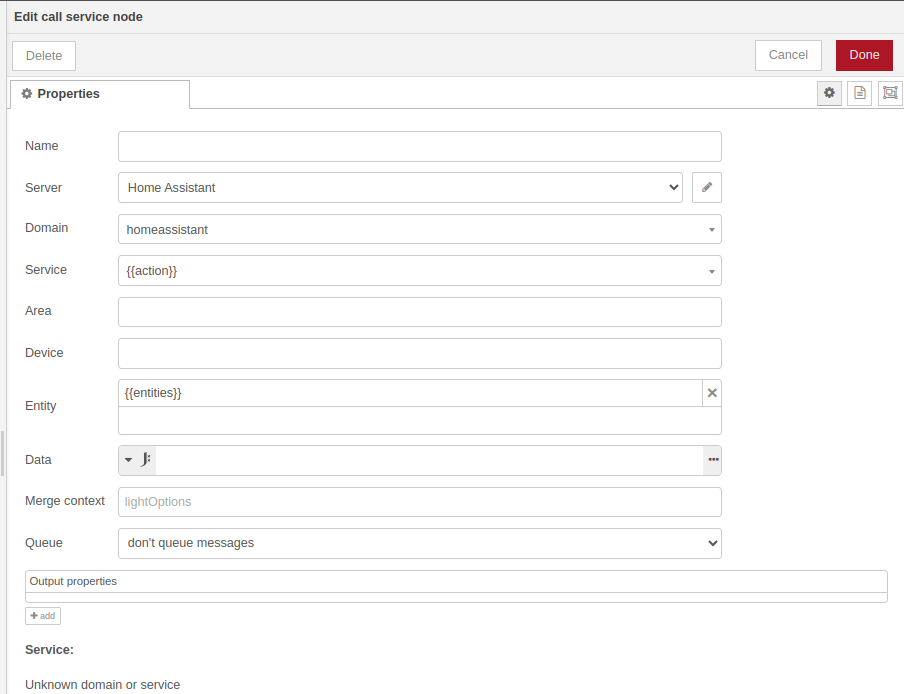 Edit call service node
Delete
Cancel
Done
Properties
Name
Server
Home Assistant
Domain
homeassistant
Service
{{action}}
Area
Device
Entity
{{entities}}
Data
J:
Merge context
lightOptions
Queue
don't queue messages
Output properties
add
Service:
Unknown domain or service